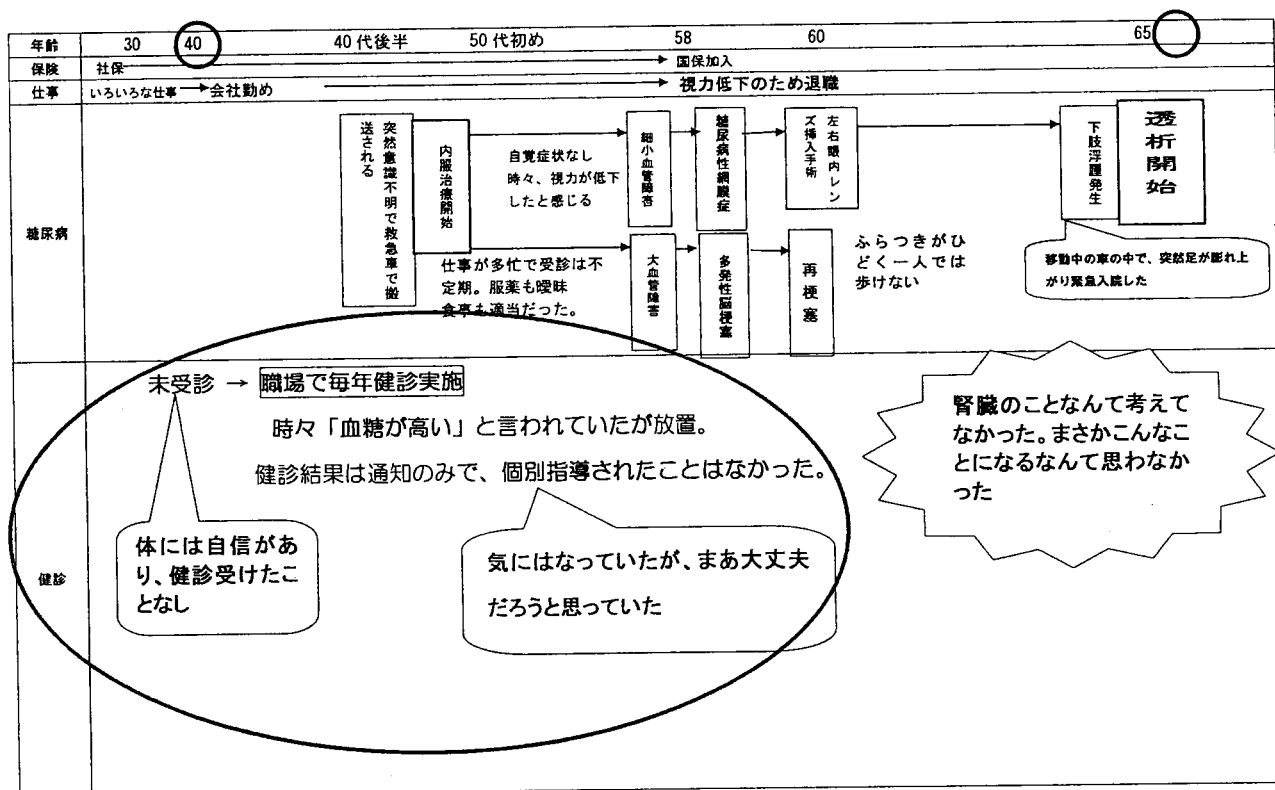 年齢 30 40 40代後半 50代初め 58 60 65
保険 社保 国保加入
仕事 いろいろな仕事 → 会社勤め 視力低下のため退職
糖尿病
突然意識不明で救急車で搬
送される
内服治療開始
自覚症状なし
時々、視力が低下
したと感じる
細小血管障害
糖尿病性網膜症
左右眼内レン
ズ挿入手術
下肢浮腫発生
透析開始
仕事が多忙で受診は不
定期。服薬も曖昧
食事も適当だった。
大血管障害
多発性脳梗塞
再梗塞
ふらつきがひ
どく一人では
歩けない
移動中の車の中で、突然足が膨れ上
がり緊急入院した
健診
未受診 → 職場で毎年健診実施
時々「血糖が高い」と言われていたが放置。
健診結果は通知のみで、個別指導されたことはなかった。
体には自信があ
り、健診受けたこ
となし
気にはなっていたが、まあ大丈夫
だろうと思っていた
腎臓のことなんて考えて
なかった。まさかこんなこ
とになるなんて思わなか
った